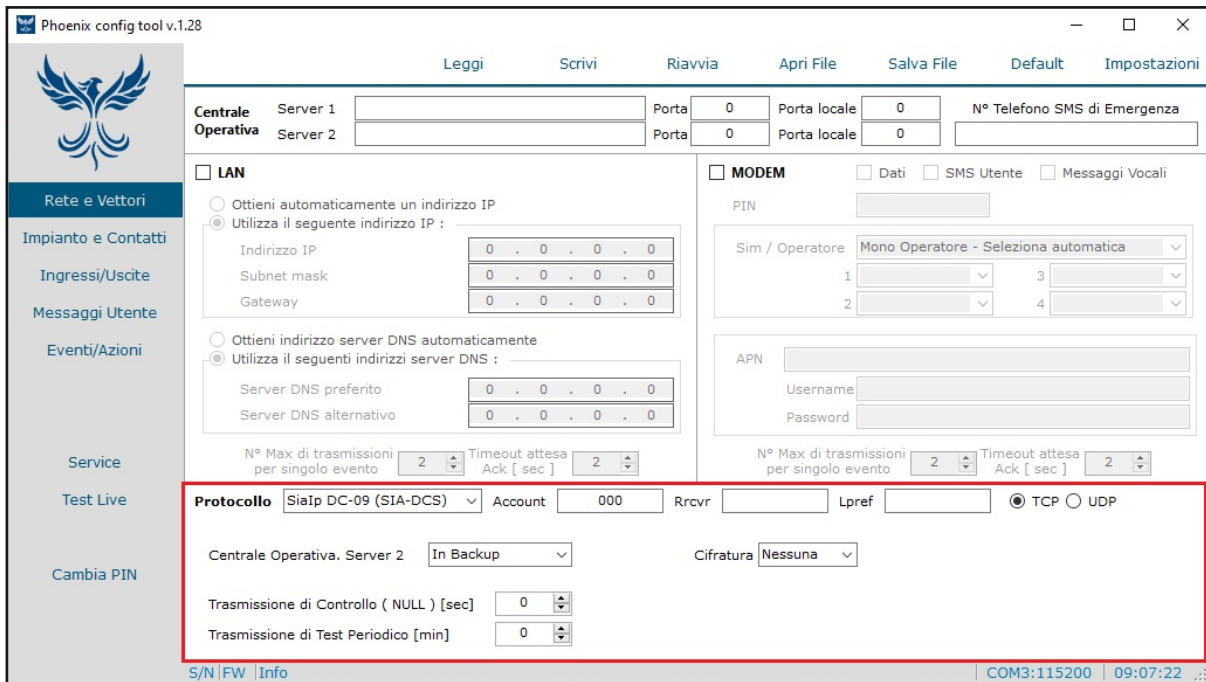 Phoenix config tool v.1.28
Leggi Scrivi Riavvia Apri File Salva File Default Impostazioni
Centrale Operativa
Server 1 Porta 0 Porta locale 0 N° Telefono SMS di Emergenza
Server 2 Porta 0 Porta locale 0
Rete e Vettori
Impianto e Contatti
Ingressi/Uscite
Messaggi Utente
Eventi/Azioni
Service
Test Live
Cambia PIN
LAN
Ottieni automaticamente un indirizzo IP
Utilizza il seguente indirizzo IP :
Indirizzo IP 0 . 0 . 0 . 0
Subnet mask 0 . 0 . 0 . 0
Gateway 0 . 0 . 0 . 0
Ottieni indirizzo server DNS automaticamente
Utilizza il seguenti indirizzi server DNS :
Server DNS preferito 0 . 0 . 0 . 0
Server DNS alternativo 0 . 0 . 0 . 0
N° Max di trasmissioni per singolo evento 2 Timeout attesa Ack [ sec ] 2
MODEM Dati SMS Utente Messaggi Vocali
PIN
Sim / Operatore Mono Operatore - Seleziona automatica
1 3
2 4
APN
Username
Password
N° Max di trasmissioni per singolo evento 2 Timeout attesa Ack [ sec ] 2
Protocollo SiaIp DC-09 (SIA-DCS) Account 000 Rrcvr Lpref TCP UDP
Centrale Operativa. Server 2 In Backup Cifratura Nessuna
Trasmissione di Controllo ( NULL ) [sec] 0
Trasmissione di Test Periodico [min] 0
S/N FW Info COM3:115200 09:07:22